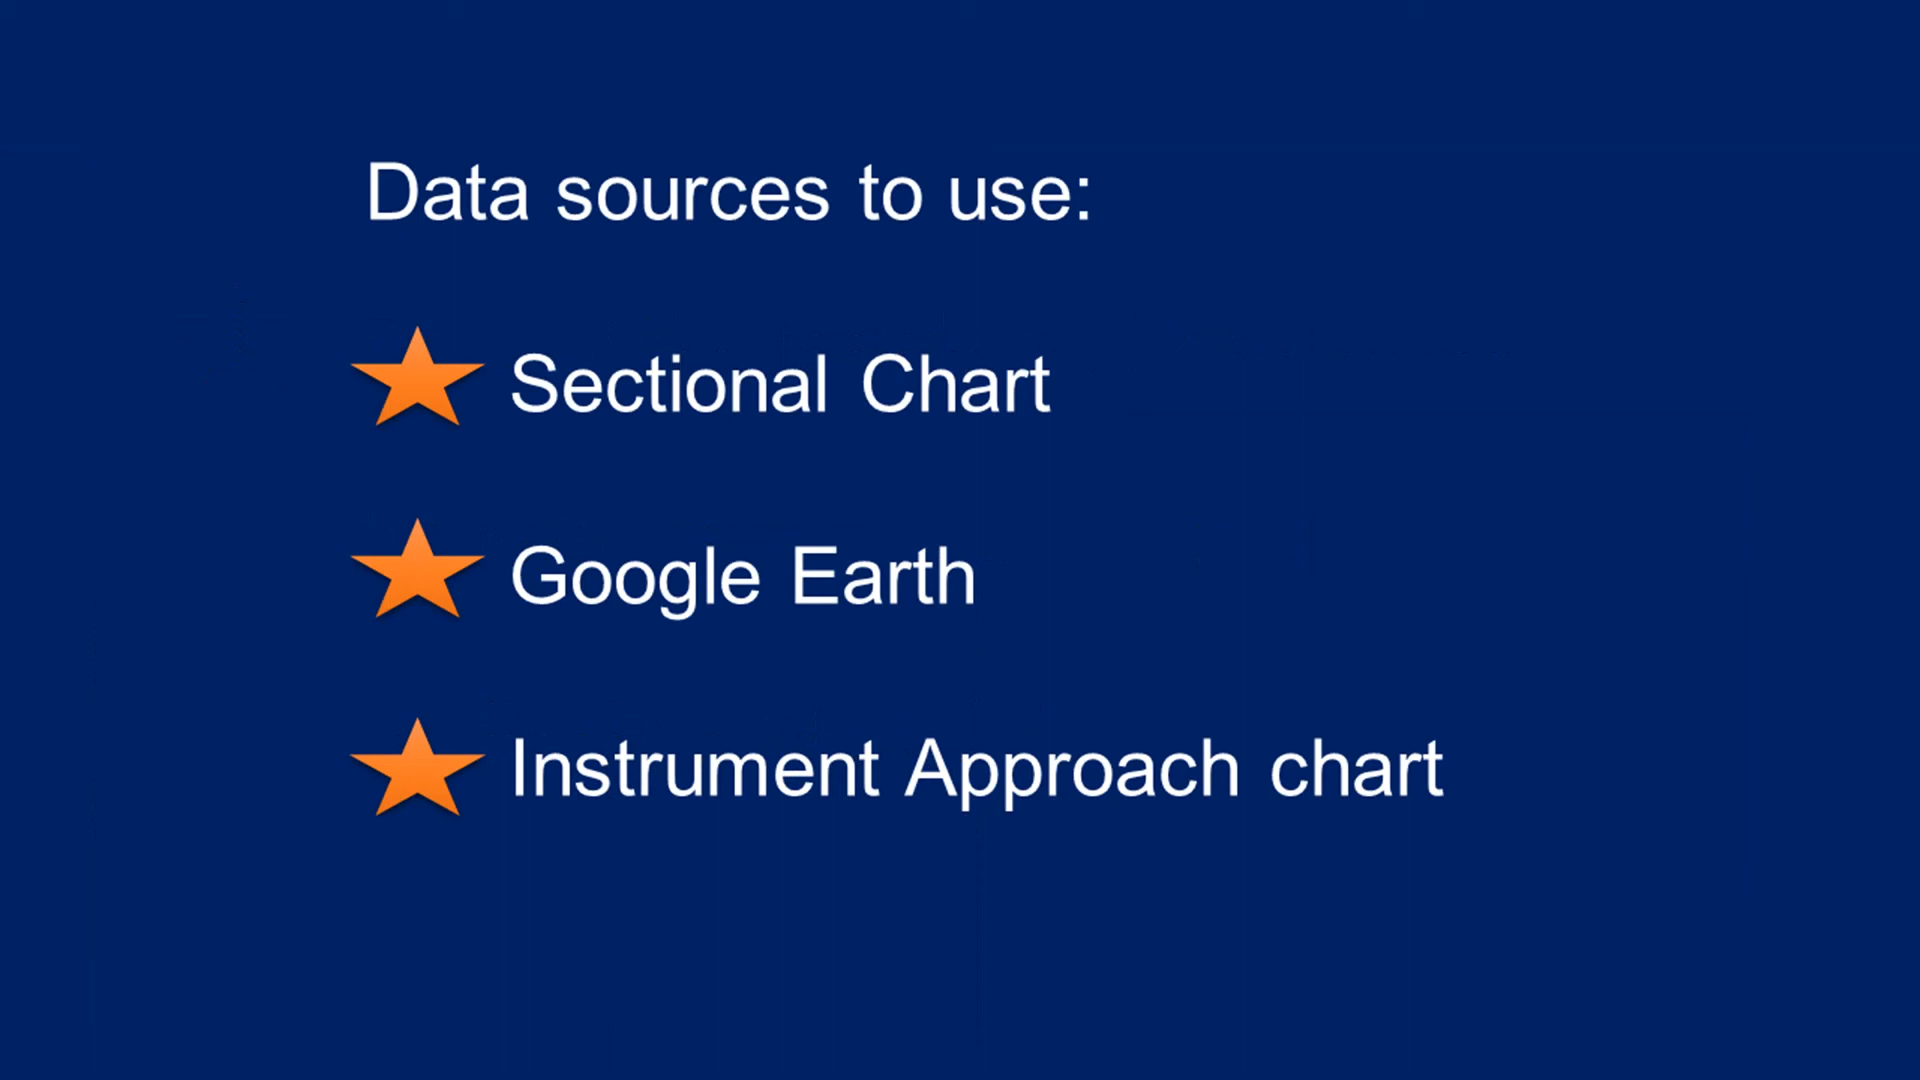 Data sources to use:
Sectional Chart
Google Earth
Instrument Approach chart